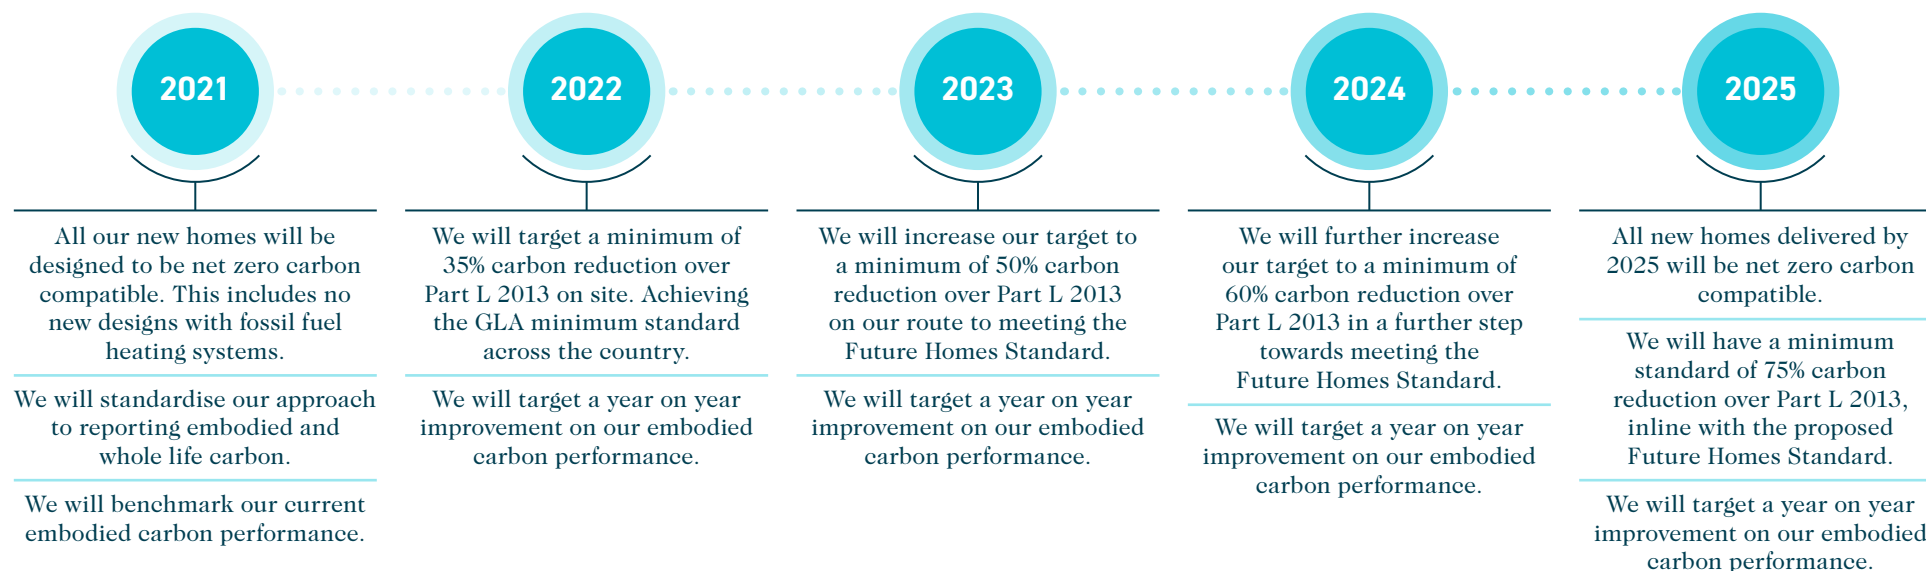 2021
All our new homes will be
designed to be net zero carbon
compatible. This includes no
new designs with fossil fuel
heating systems.
We will standardise our approach
to reporting embodied and
whole life carbon.
We will benchmark our current
embodied carbon performance.
2022
We will target a minimum of
35% carbon reduction over
Part L 2013 on site. Achieving
the GLA minimum standard
across the country.
We will target a year on year
improvement on our embodied
carbon performance.
2023
We will increase our target to
a minimum of 50% carbon
reduction over Part L 2013
on our route to meeting the
Future Homes Standard.
We will target a year on year
improvement on our embodied
carbon performance.
2024
We will further increase
our target to a minimum of
60% carbon reduction over
Part L 2013 in a further step
towards meeting the
Future Homes Standard.
We will target a year on year
improvement on our embodied
carbon performance.
2025
All new homes delivered by
2025 will be net zero carbon
compatible.
We will have a minimum
standard of 75% carbon
reduction over Part L 2013,
inline with the proposed
Future Homes Standard.
We will target a year on year
improvement on our embodied
carbon performance.